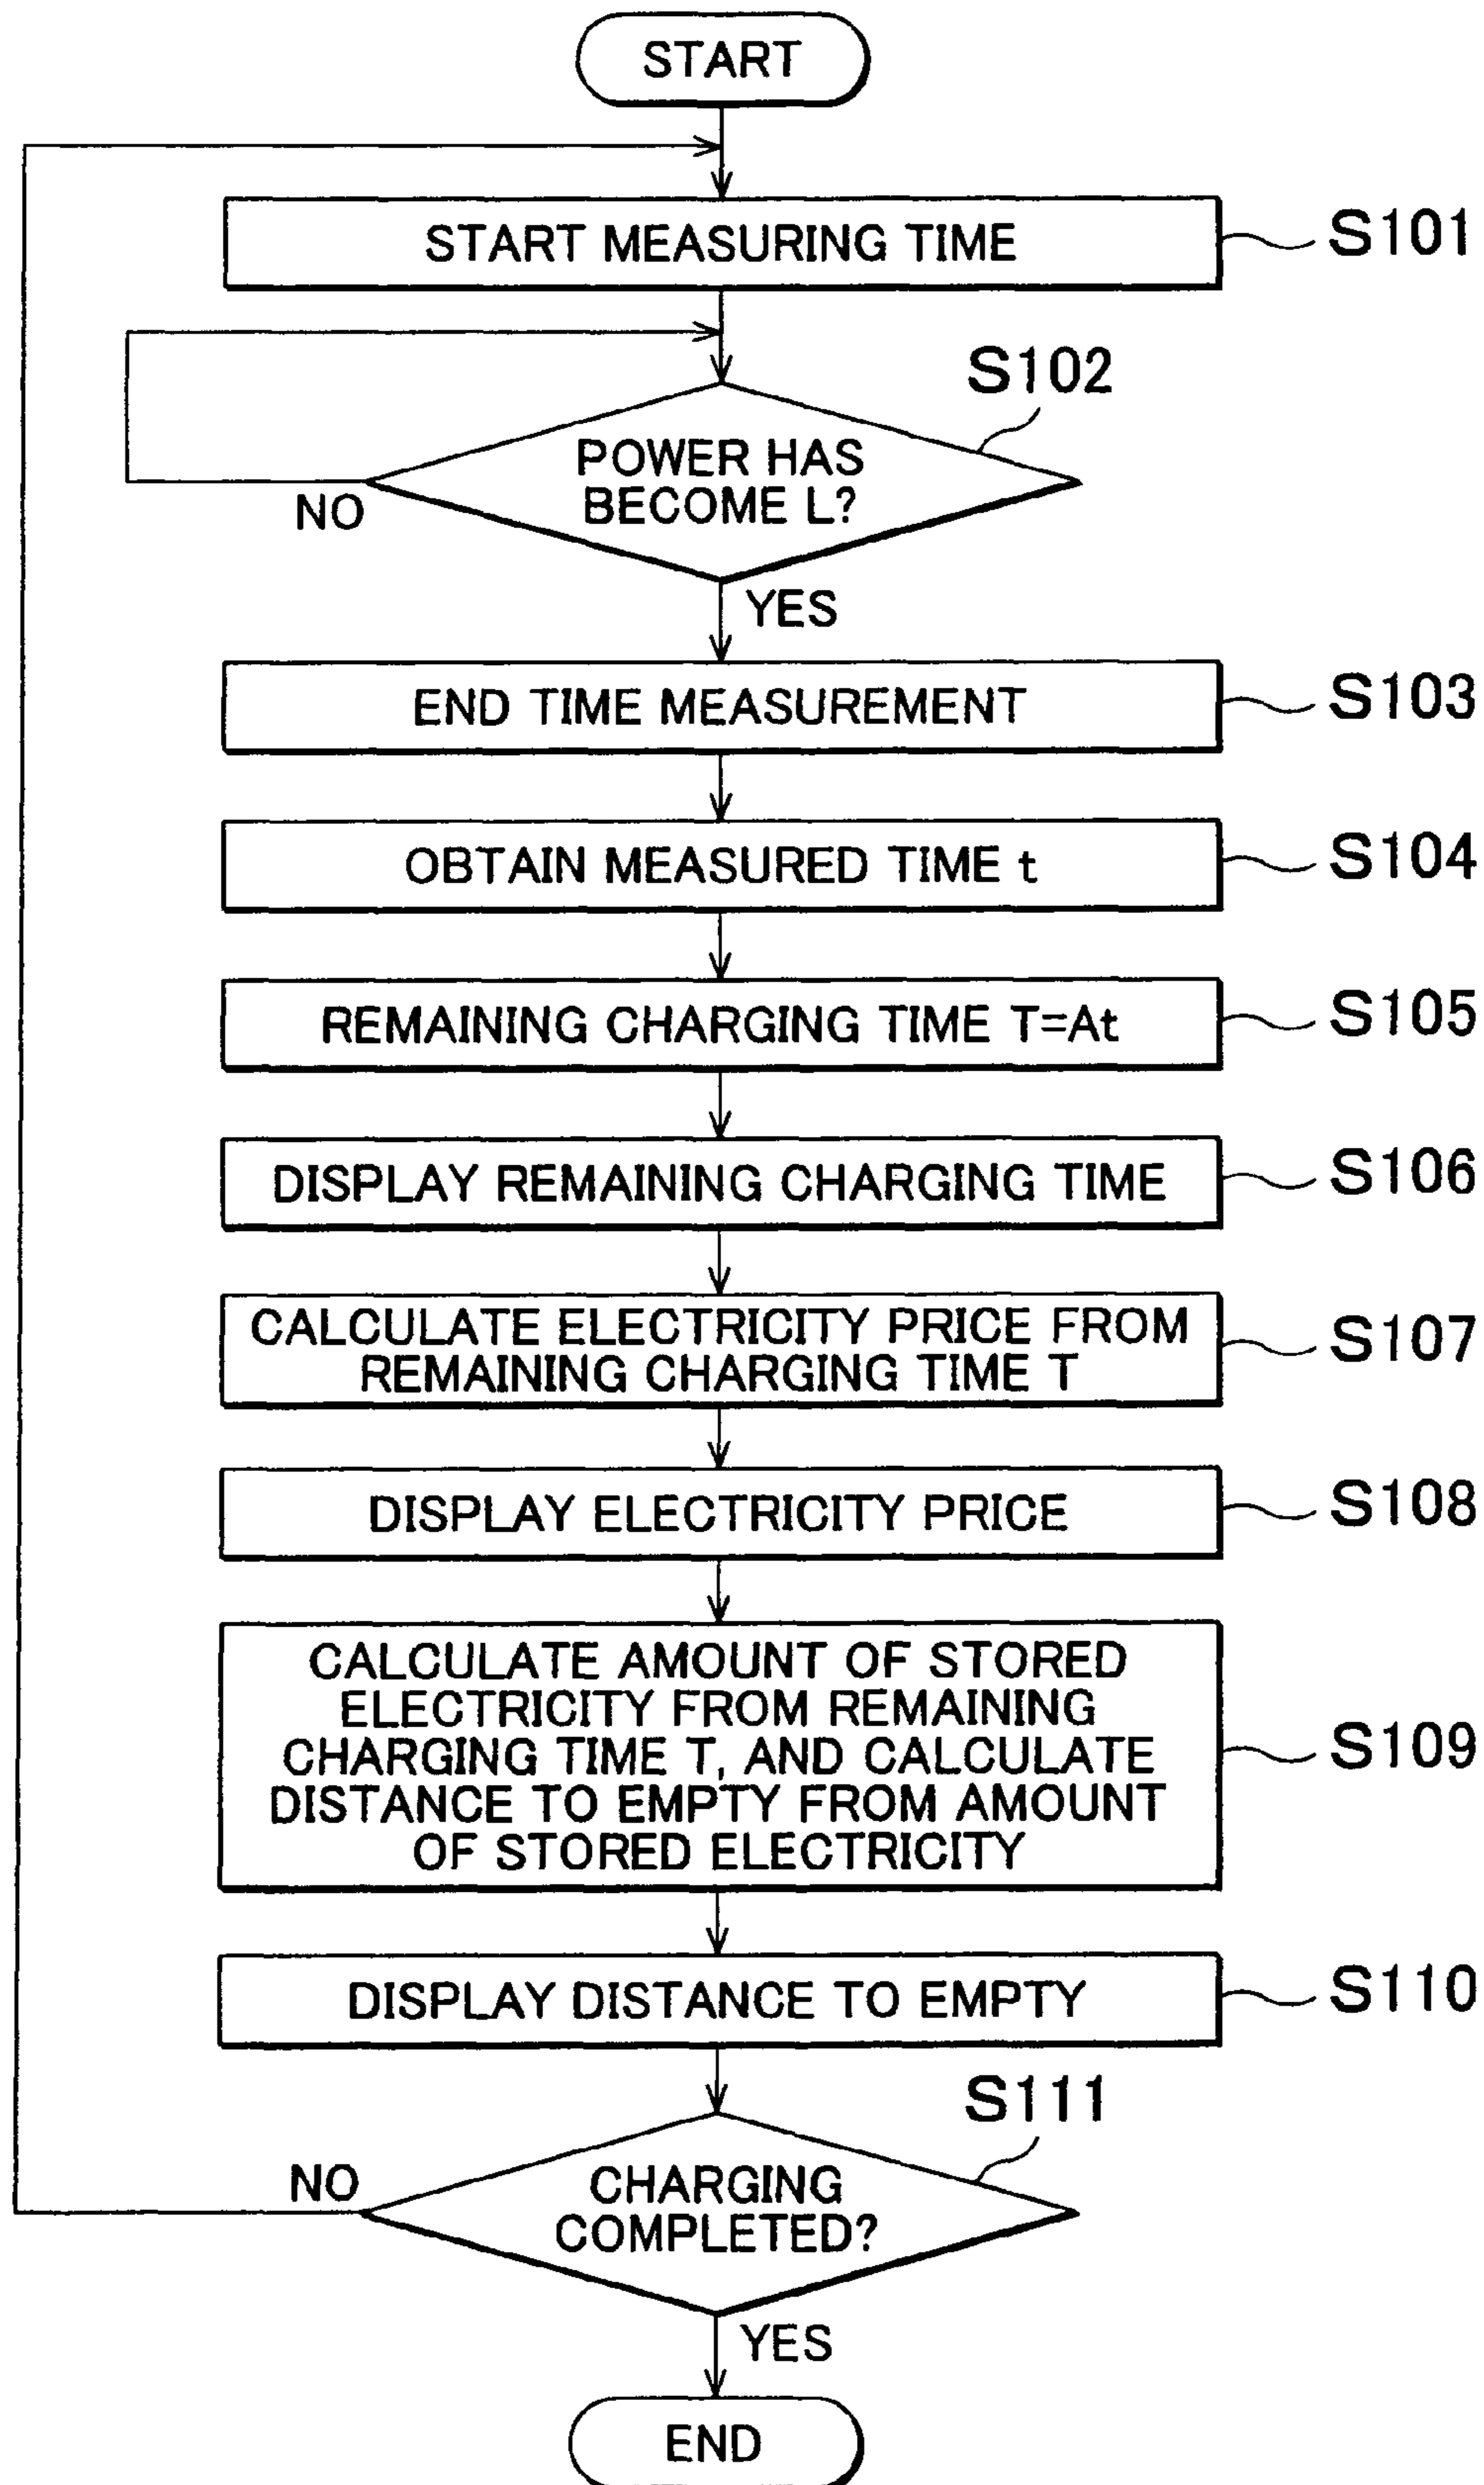 START
START MEASURING TIME
S101
S102
POWER HAS
BECOME L?
NO
YES
END TIME MEASUREMENT
S103
OBTAIN MEASURED TIME t
S104
REMAINING CHARGING TIME T=At
S105
DISPLAY REMAINING CHARGING TIME
S106
CALCULATE ELECTRICITY PRICE FROM
REMAINING CHARGING TIME T
S107
DISPLAY ELECTRICITY PRICE
S108
CALCULATE AMOUNT OF STORED
ELECTRICITY FROM REMAINING
CHARGING TIME T, AND CALCULATE
DISTANCE TO EMPTY FROM AMOUNT
OF STORED ELECTRICITY
S109
DISPLAY DISTANCE TO EMPTY
S110
S111
CHARGING
COMPLETED?
NO
YES
END